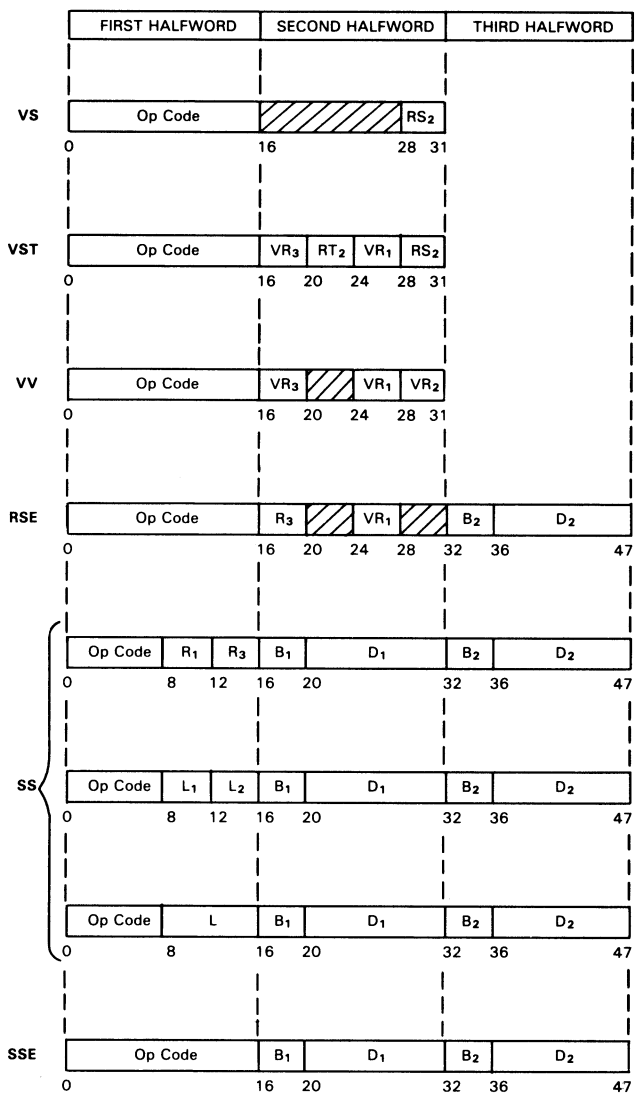 FIRST HALFWORD SECOND HALFWORD THIRD HALFWORD
VS Op Code RS2
0 16 28 31
VST Op Code VR3 RT2 VR1 RS2
0 16 20 24 28 31
VV Op Code VR3 VR1 VR2
0 16 20 24 28 31
RSE Op Code R3 VR1 B2 D2
0 16 20 24 28 32 36 47
Op Code R1 R3 B1 D1 B2 D2
0 8 12 16 20 32 36 47
SS Op Code L1 L2 B1 D1 B2 D2
0 8 12 16 20 32 36 47
Op Code L B1 D1 B2 D2
0 8 16 20 32 36 47
SSE Op Code B1 D1 B2 D2
0 16 20 32 36 47